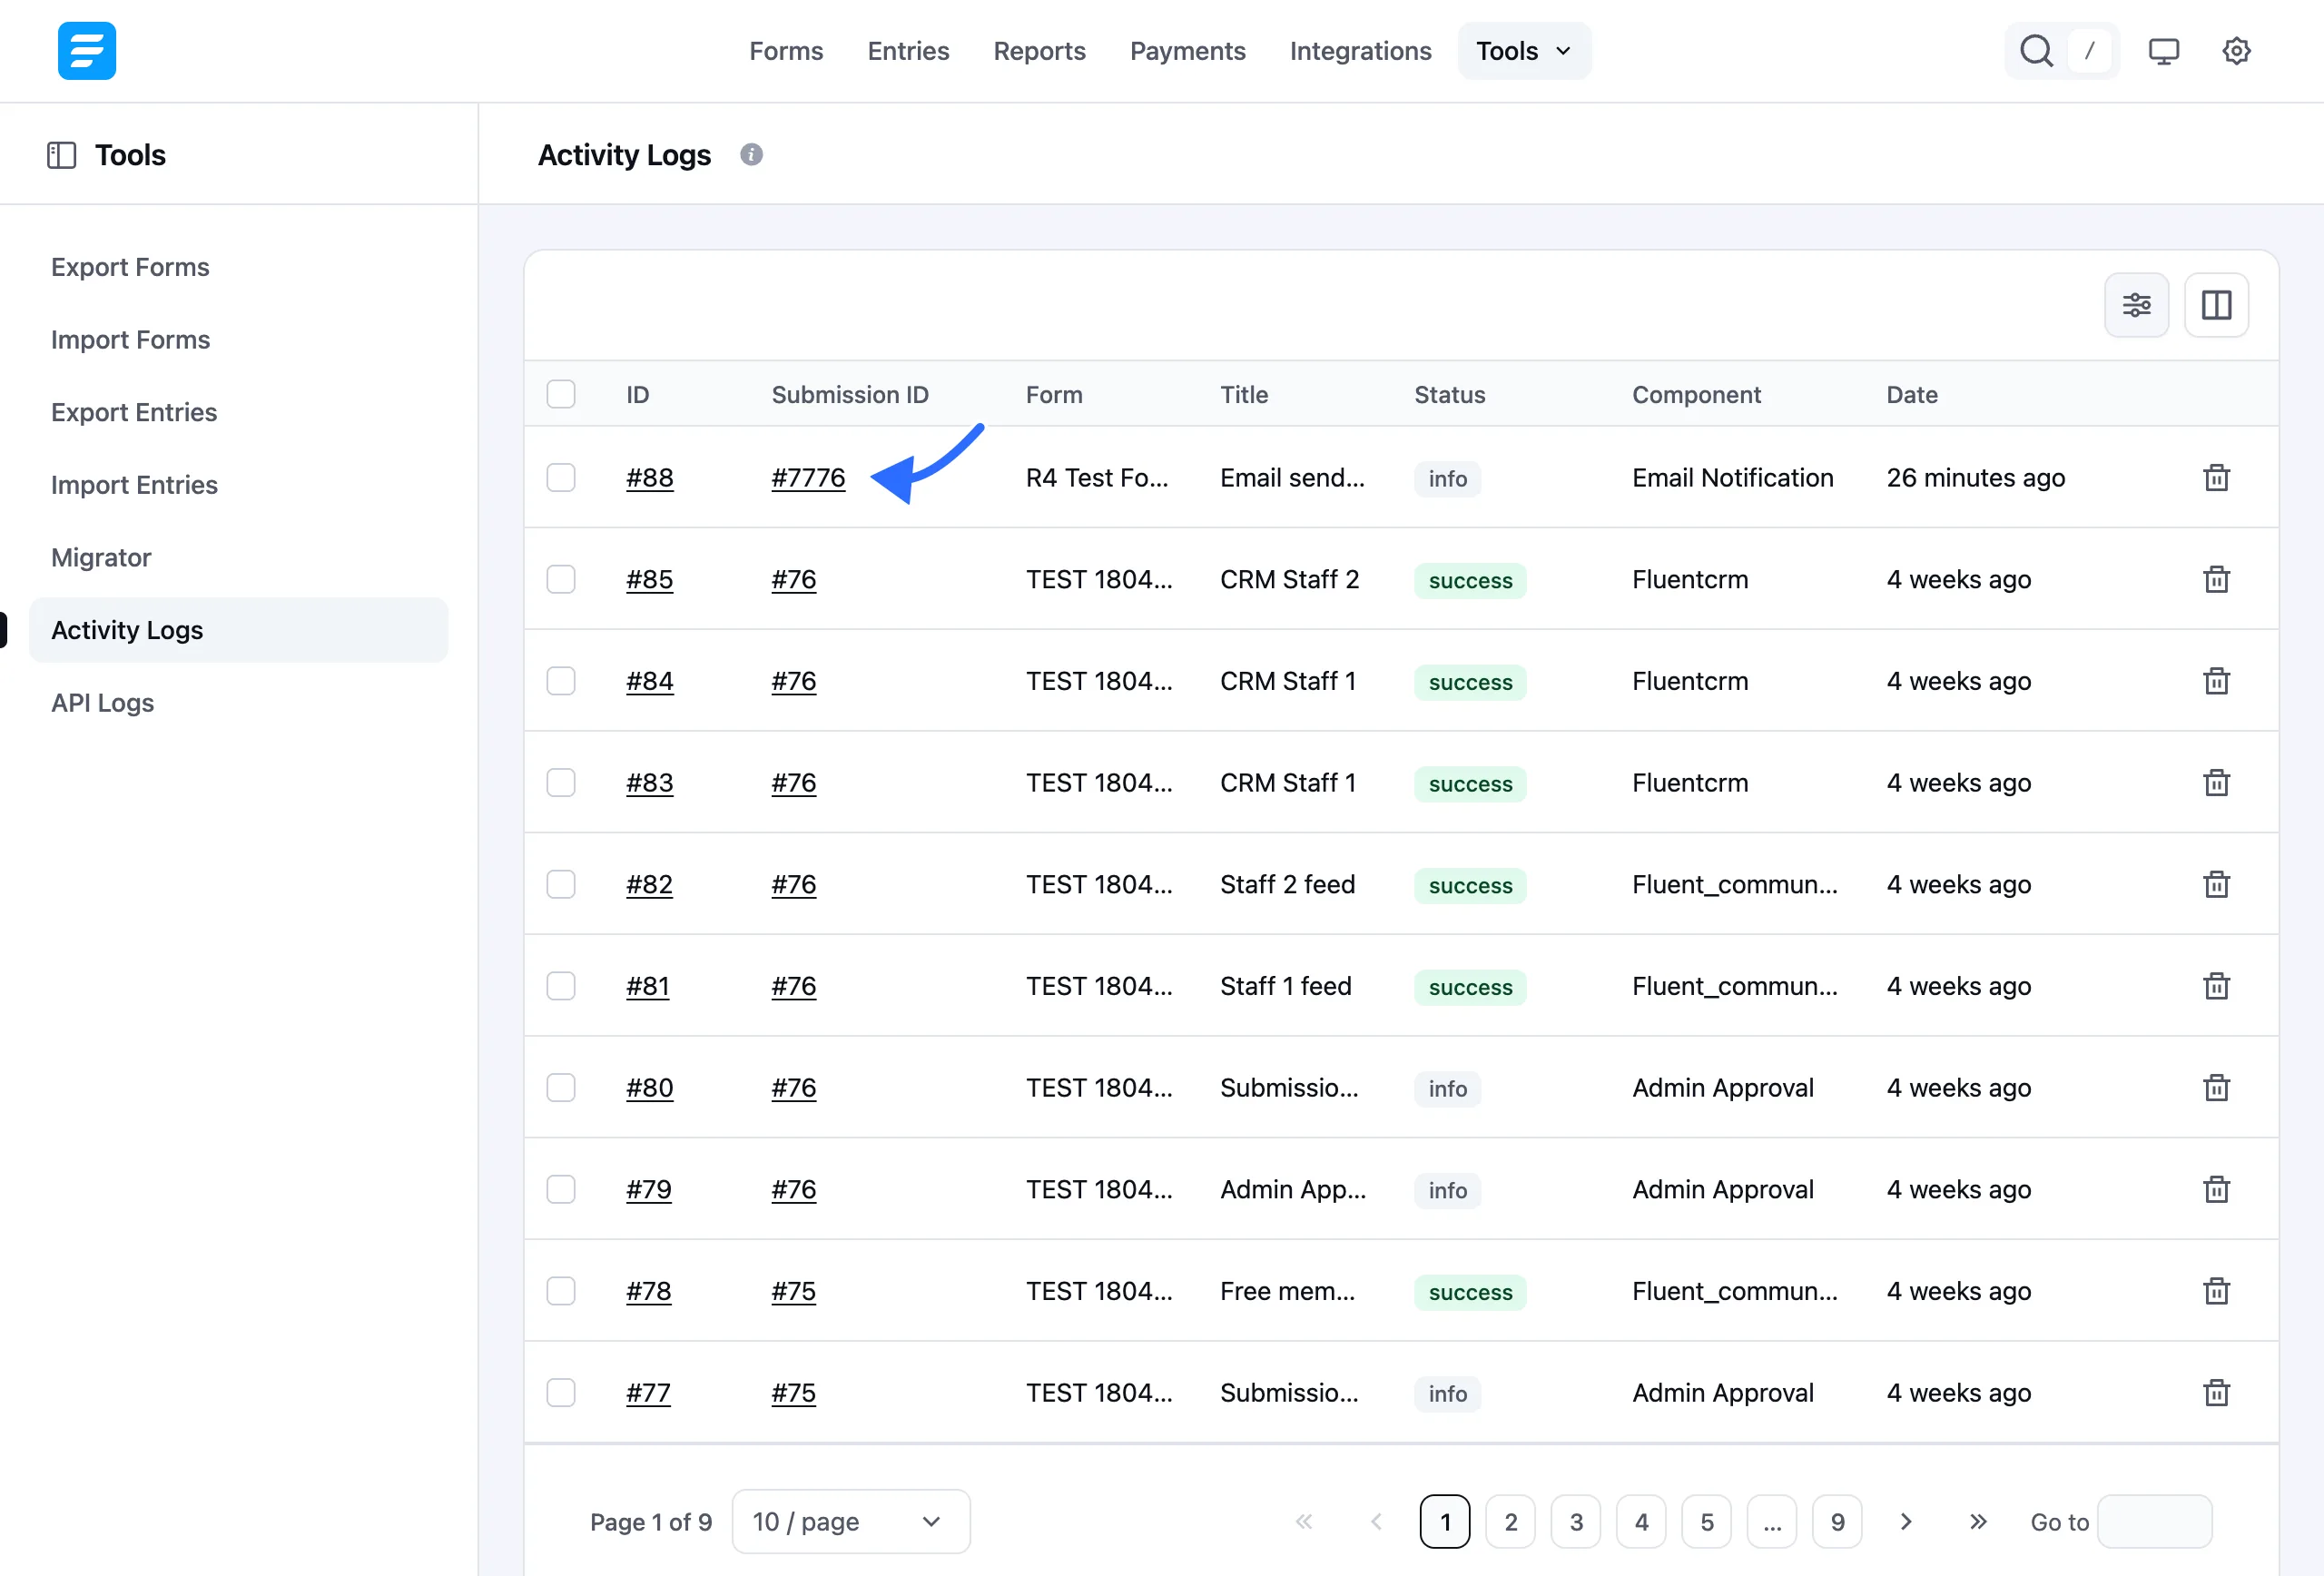 Forms Entries Reports Payments Integrations Tools /
Tools
Activity Logs
Export Forms
Import Forms
Export Entries
Import Entries
Migrator
Activity Logs
API Logs
ID Submission ID Form Title Status Component Date
#88 #7776 R4 Test Fo... Email send... info Email Notification 26 minutes ago
#85 #76 TEST 1804... CRM Staff 2 success Fluentcrm 4 weeks ago
#84 #76 TEST 1804... CRM Staff 1 success Fluentcrm 4 weeks ago
#83 #76 TEST 1804... CRM Staff 1 success Fluentcrm 4 weeks ago
#82 #76 TEST 1804... Staff 2 feed success Fluent_commun... 4 weeks ago
#81 #76 TEST 1804... Staff 1 feed success Fluent_commun... 4 weeks ago
#80 #76 TEST 1804... Submissio... info Admin Approval 4 weeks ago
#79 #76 TEST 1804... Admin App... info Admin Approval 4 weeks ago
#78 #75 TEST 1804... Free mem... success Fluent_commun... 4 weeks ago
#77 #75 TEST 1804... Submissio... info Admin Approval 4 weeks ago
Page 1 of 9 10 / page « ‹ 1 2 3 4 5 ... 9 › » Go to